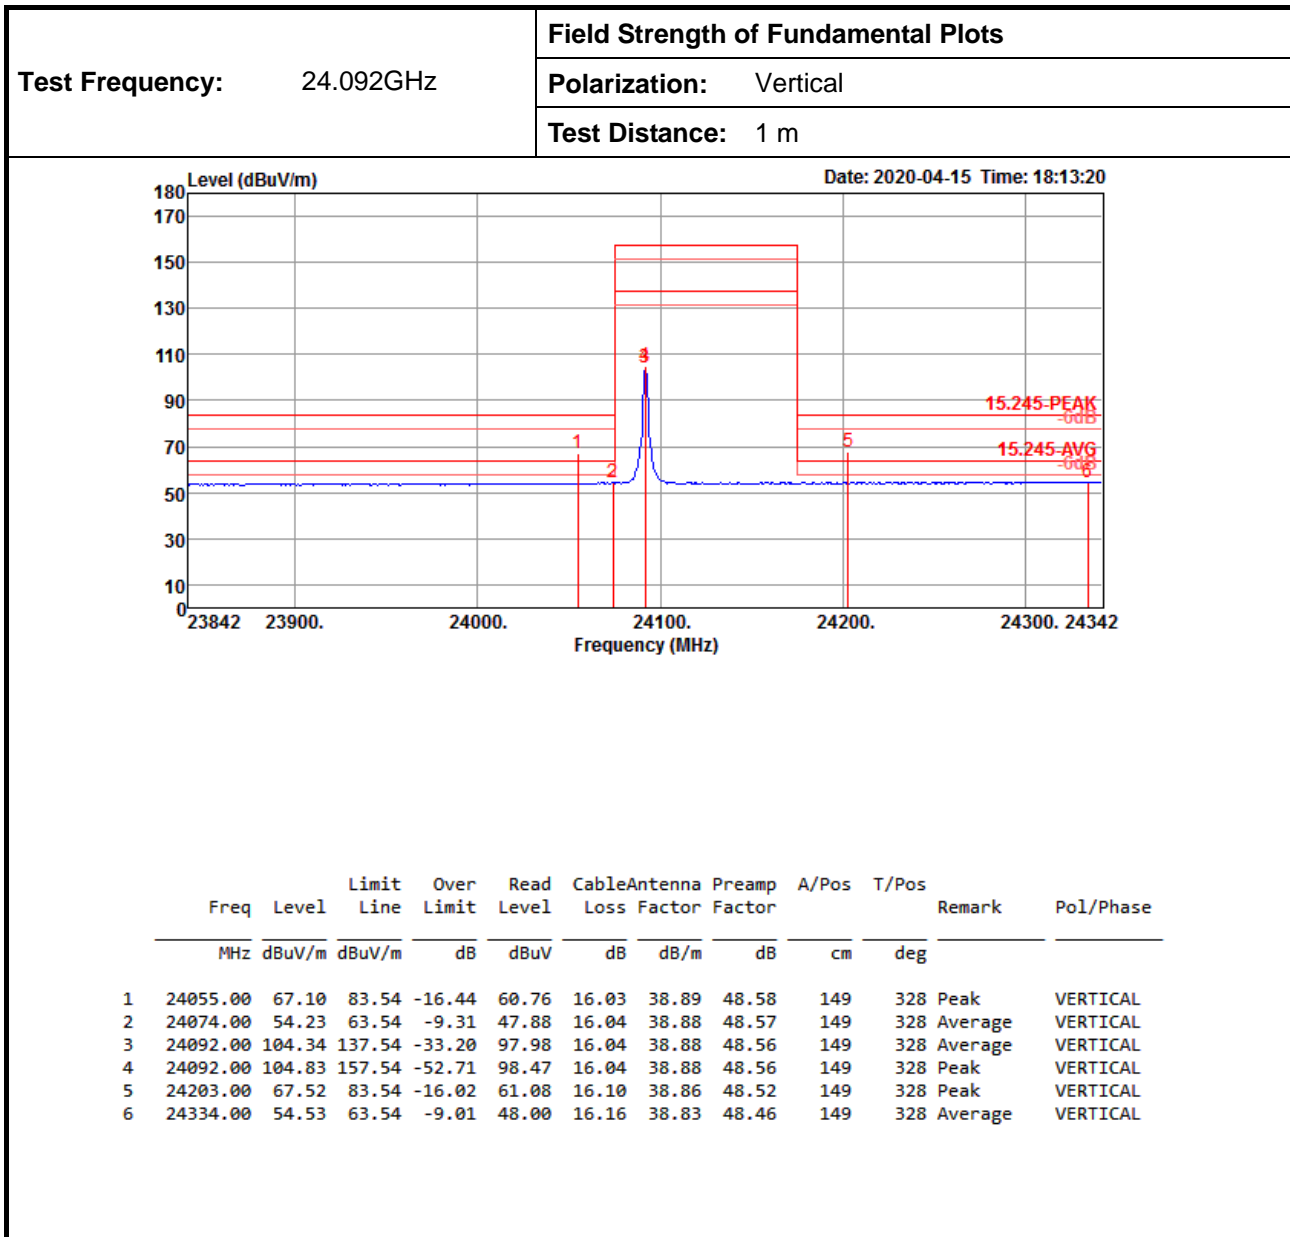 Field Strength of Fundamental Plots
Test Frequency: 24.092GHz
Polarization: Vertical
Test Distance: 1 m
Level (dBuV/m) Date: 2020-04-15 Time: 18:13:20
180
170
150
130
110
90
70
50
30
10
0
15.245-PEAK
-6dB
15.245-AVG
-6dB
1
2
3
4
5
6
23842 23900. 24000. 24100. 24200. 24300. 24342
Frequency (MHz)
Limit Over Read CableAntenna Preamp A/Pos T/Pos
Freq Level Line Limit Level Loss Factor Factor Remark Pol/Phase
MHz dBuV/m dBuV/m dB dBuV dB dB/m dB cm deg
1 24055.00 67.10 83.54 -16.44 60.76 16.03 38.89 48.58 149 328 Peak VERTICAL
2 24074.00 54.23 63.54 -9.31 47.88 16.04 38.88 48.57 149 328 Average VERTICAL
3 24092.00 104.34 137.54 -33.20 97.98 16.04 38.88 48.56 149 328 Average VERTICAL
4 24092.00 104.83 157.54 -52.71 98.47 16.04 38.88 48.56 149 328 Peak VERTICAL
5 24203.00 67.52 83.54 -16.02 61.08 16.10 38.86 48.52 149 328 Peak VERTICAL
6 24334.00 54.53 63.54 -9.01 48.00 16.16 38.83 48.46 149 328 Average VERTICAL